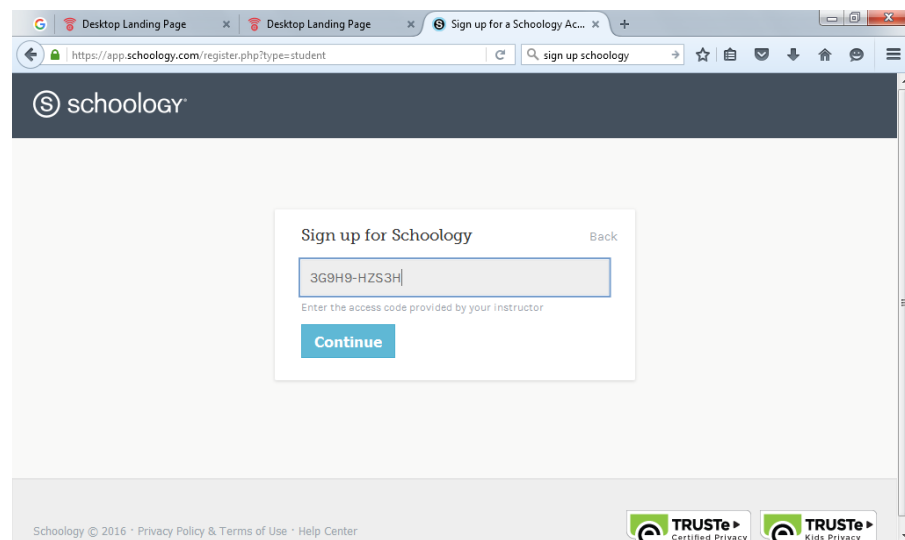 G Desktop Landing Page Desktop Landing Page S Sign up for a Schoology Ac...
https://app.schoology.com/register.php?type=student sign up schoology
S schoology
Sign up for Schoology Back
3G9H9-HZS3H
Enter the access code provided by your instructor
Continue
Schoology © 2016 · Privacy Policy & Terms of Use · Help Center
TRUSTe
Certified Privacy
TRUSTe
Kids Privacy